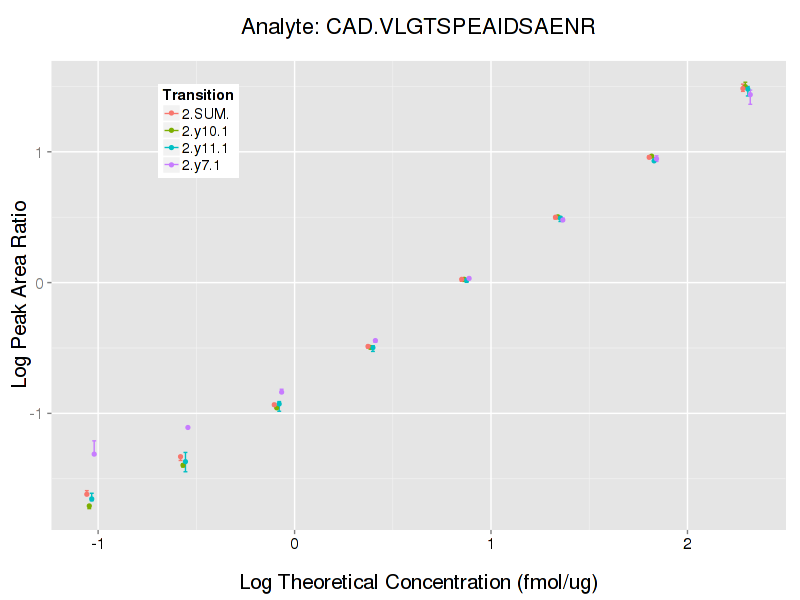 Analyte: CAD.VLGTSPEAIDSAENR
Transition
2.SUM.
2.y10.1
2.y11.1
2.y7.1
Log Peak Area Ratio
1
0
-1
-1 0 1 2
Log Theoretical Concentration (fmol/ug)